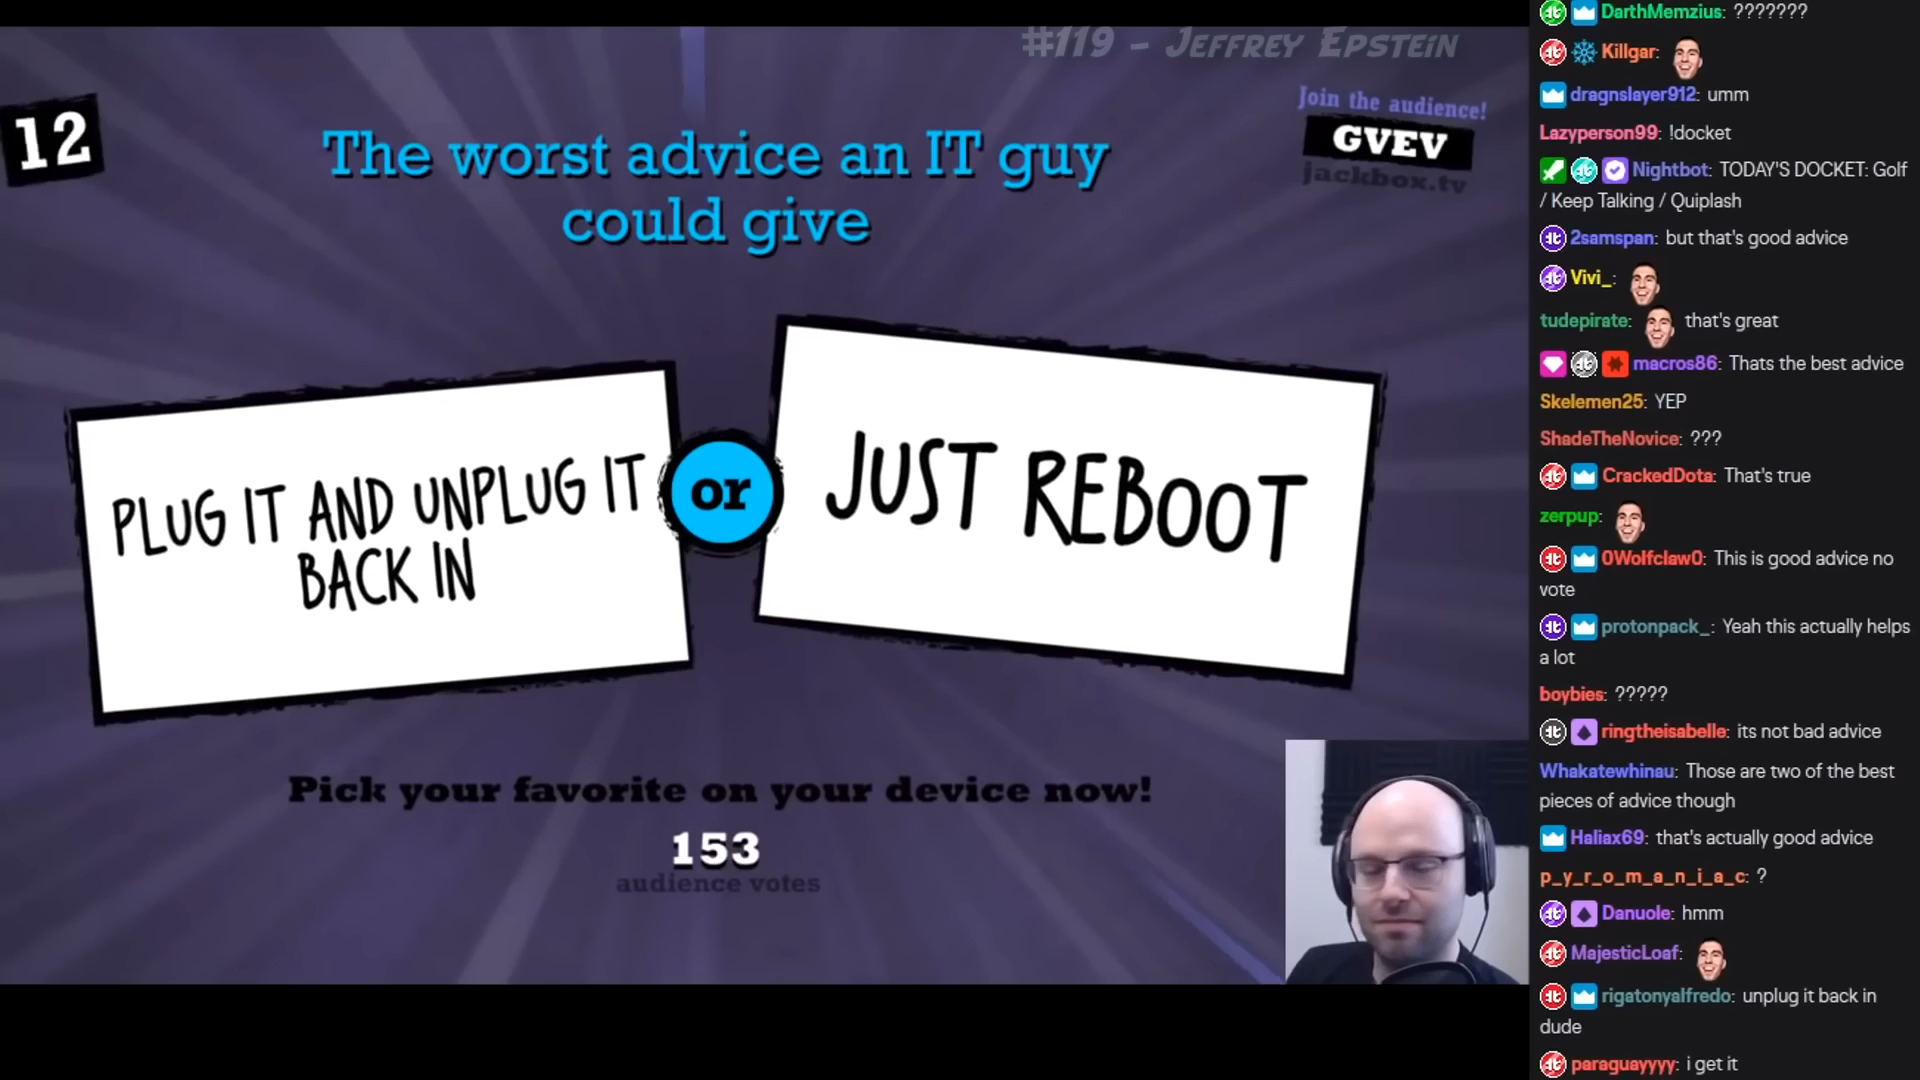 #119 - Jeffrey Epstein
12
The worst advice an IT guy
could give
Join the audience!
GVEV
jackbox.tv
PLUG IT AND UNPLUG IT
BACK IN
or
JUST REBOOT
Pick your favorite on your device now!
153
audience votes
DarthMemzius: ???????
Killgar:
dragnslayer912: umm
Lazyperson99: !docket
Nightbot: TODAY'S DOCKET: Golf
/ Keep Talking / Quiplash
2samspan: but that's good advice
Vivi_:
tudepirate: that's great
macros86: Thats the best advice
Skelemen25: YEP
ShadeTheNovice: ???
CrackedDota: That's true
zerpup:
0Wolfclaw0: This is good advice no
vote
protonpack_: Yeah this actually helps
a lot
boybies: ?????
ringtheisabelle: its not bad advice
Whakatewhinau: Those are two of the best
pieces of advice though
Haliax69: that's actually good advice
p_y_r_o_m_a_n_i_a_c: ?
Danuole: hmm
MajesticLoaf:
rigatonyalfredo: unplug it back in
dude
paraguayyyy: i get it